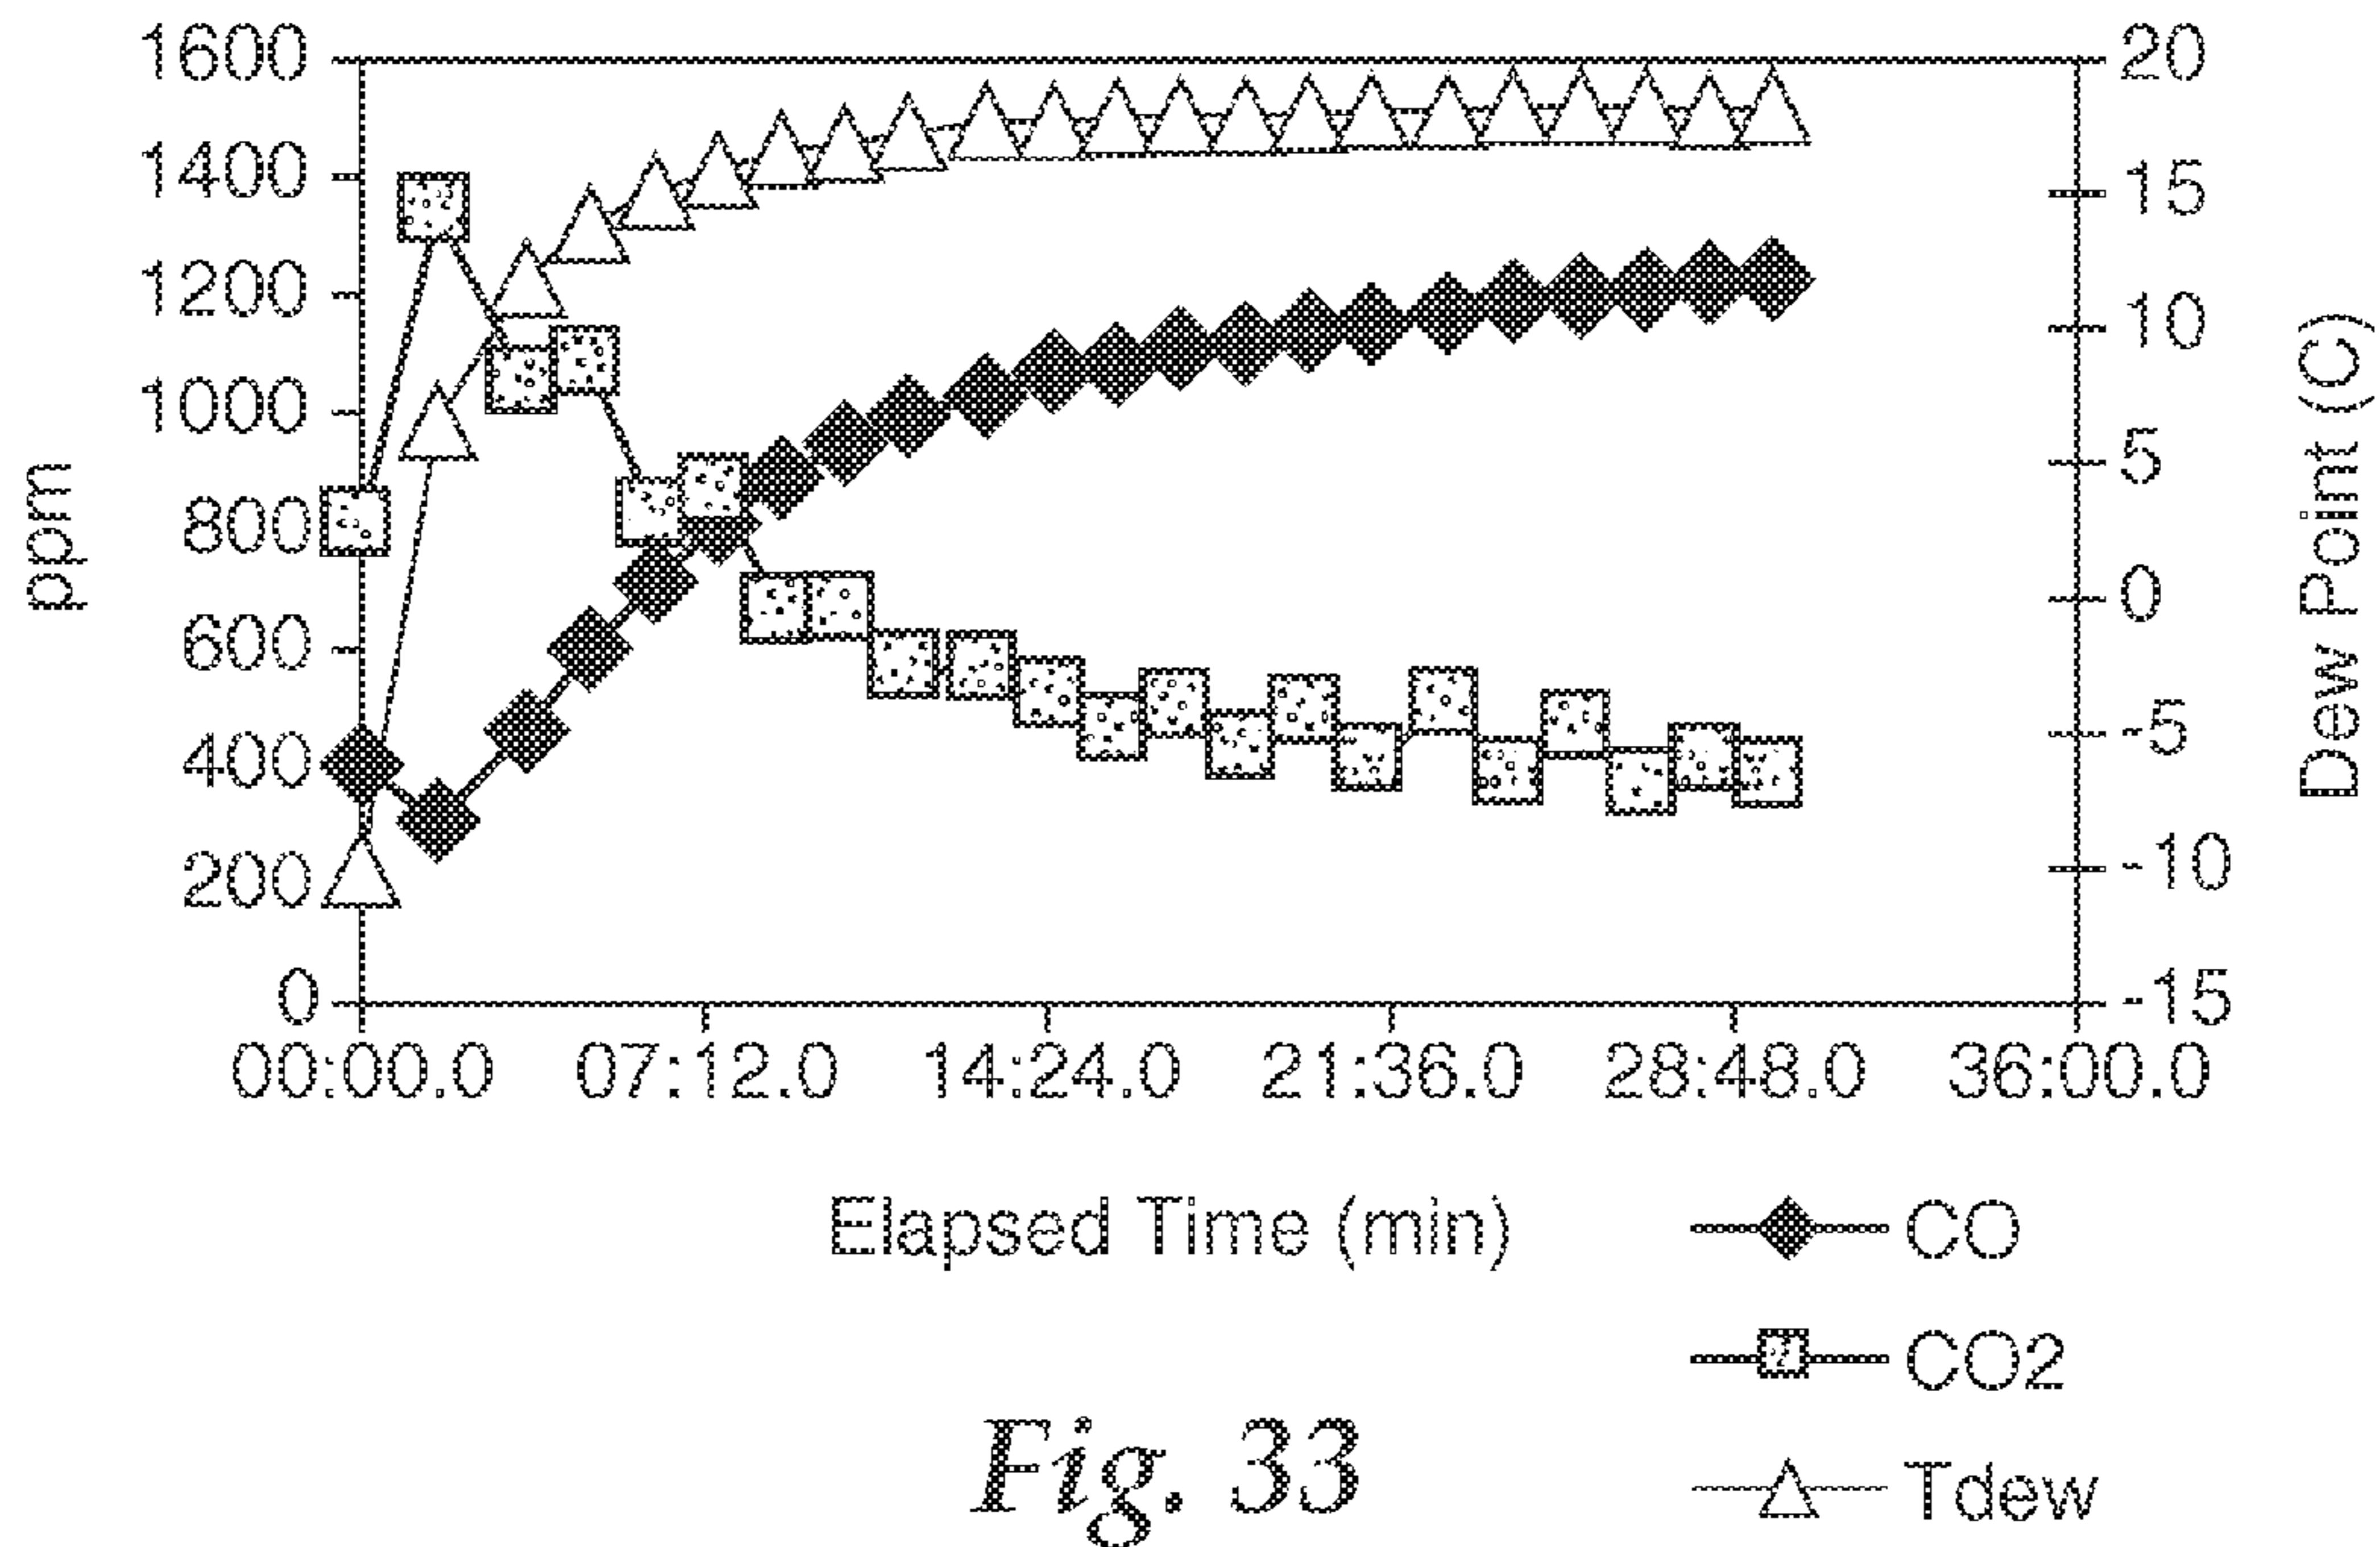 1600
1400
1200
1000
800
600
400
200
0
ppm
20
15
10
5
0
-5
-10
-15
Dew Point (C)
00:00.0 07:12.0 14:24.0 21:36.0 28:48.0 36:00.0
Elapsed Time (min)
CO
CO2
Tdew
Fig. 33